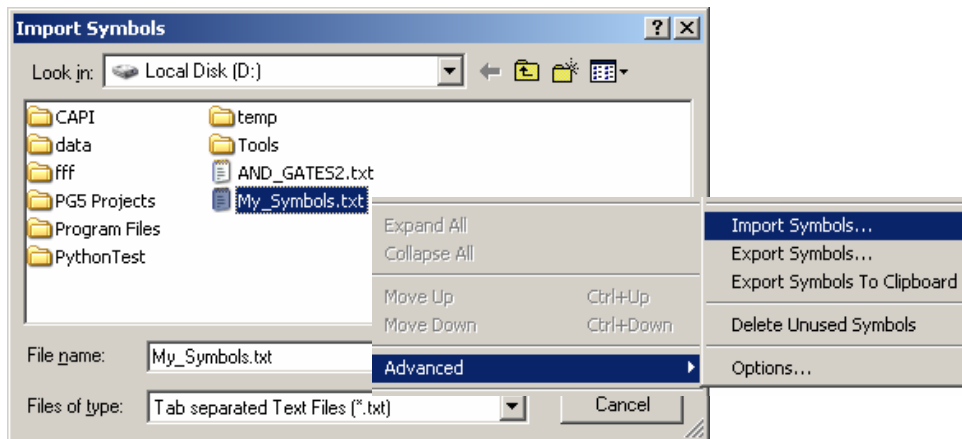 Import Symbols
Look in: Local Disk (D:)
CAPI
data
fff
PG5 Projects
Program Files
PythonTest
temp
Tools
AND_GATES2.txt
My_Symbols.txt
File name: My_Symbols.txt
Files of type: Tab separated Text Files (*.txt)
Cancel
Expand All
Collapse All
Move Up Ctrl+Up
Move Down Ctrl+Down
Advanced
Import Symbols...
Export Symbols...
Export Symbols To Clipboard
Delete Unused Symbols
Options...